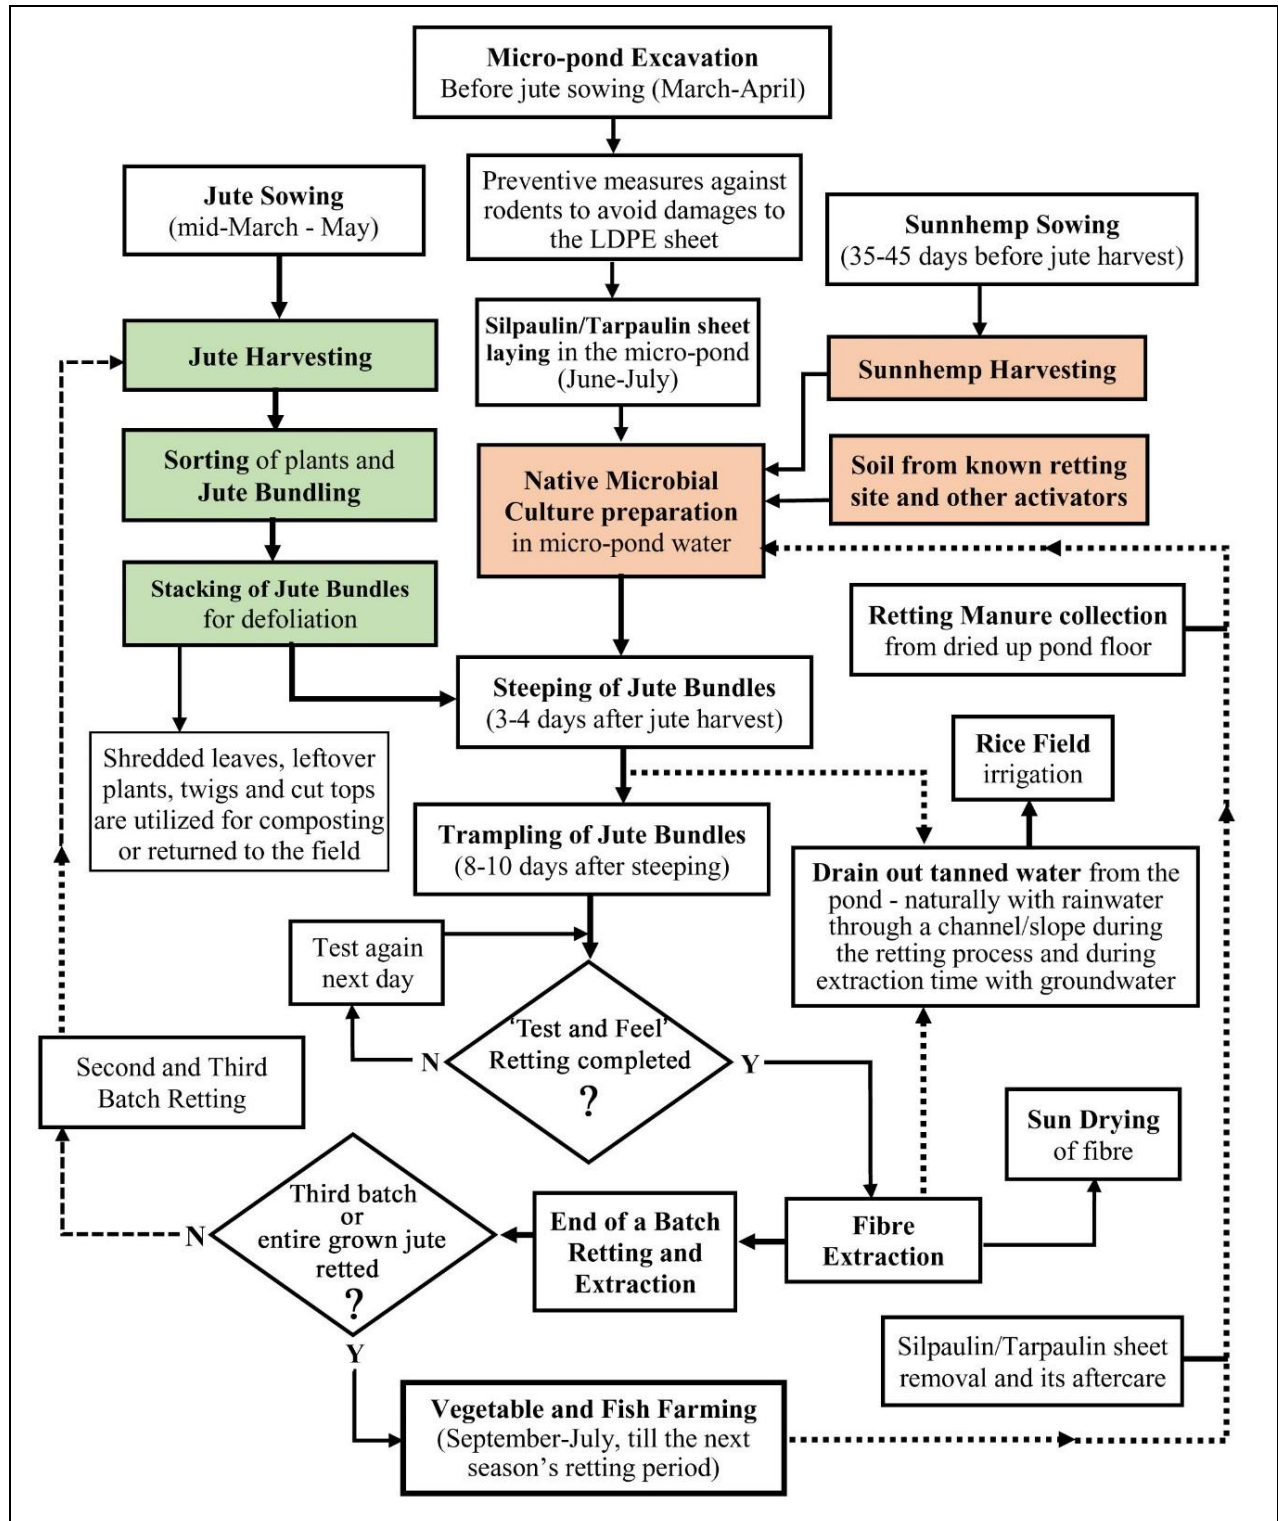 Micro-pond Excavation
Before jute sowing (March-April)
Preventive measures against
rodents to avoid damages to
the LDPE sheet
Jute Sowing
(mid-March - May)
Sunnhemp Sowing
(35-45 days before jute harvest)
Silpaulin/Tarpaulin sheet
laying in the micro-pond
(June-July)
Jute Harvesting
Sunnhemp Harvesting
Sorting of plants and
Jute Bundling
Native Microbial
Culture preparation
in micro-pond water
Soil from known retting
site and other activators
Stacking of Jute Bundles
for defoliation
Retting Manure collection
from dried up pond floor
Steeping of Jute Bundles
(3-4 days after jute harvest)
Shredded leaves, leftover
plants, twigs and cut tops
are utilized for composting
or returned to the field
Rice Field
irrigation
Trampling of Jute Bundles
(8-10 days after steeping)
Drain out tanned water from the
pond - naturally with rainwater
through a channel/slope during
the retting process and during
extraction time with groundwater
Test again
next day
'Test and Feel'
Retting completed
?
N
Y
Second and Third
Batch Retting
Sun Drying
of fibre
Third batch
or
entire grown jute
retted
?
N
Y
End of a Batch
Retting and
Extraction
Fibre
Extraction
Silpaulin/Tarpaulin sheet
removal and its aftercare
Vegetable and Fish Farming
(September-July, till the next
season's retting period)